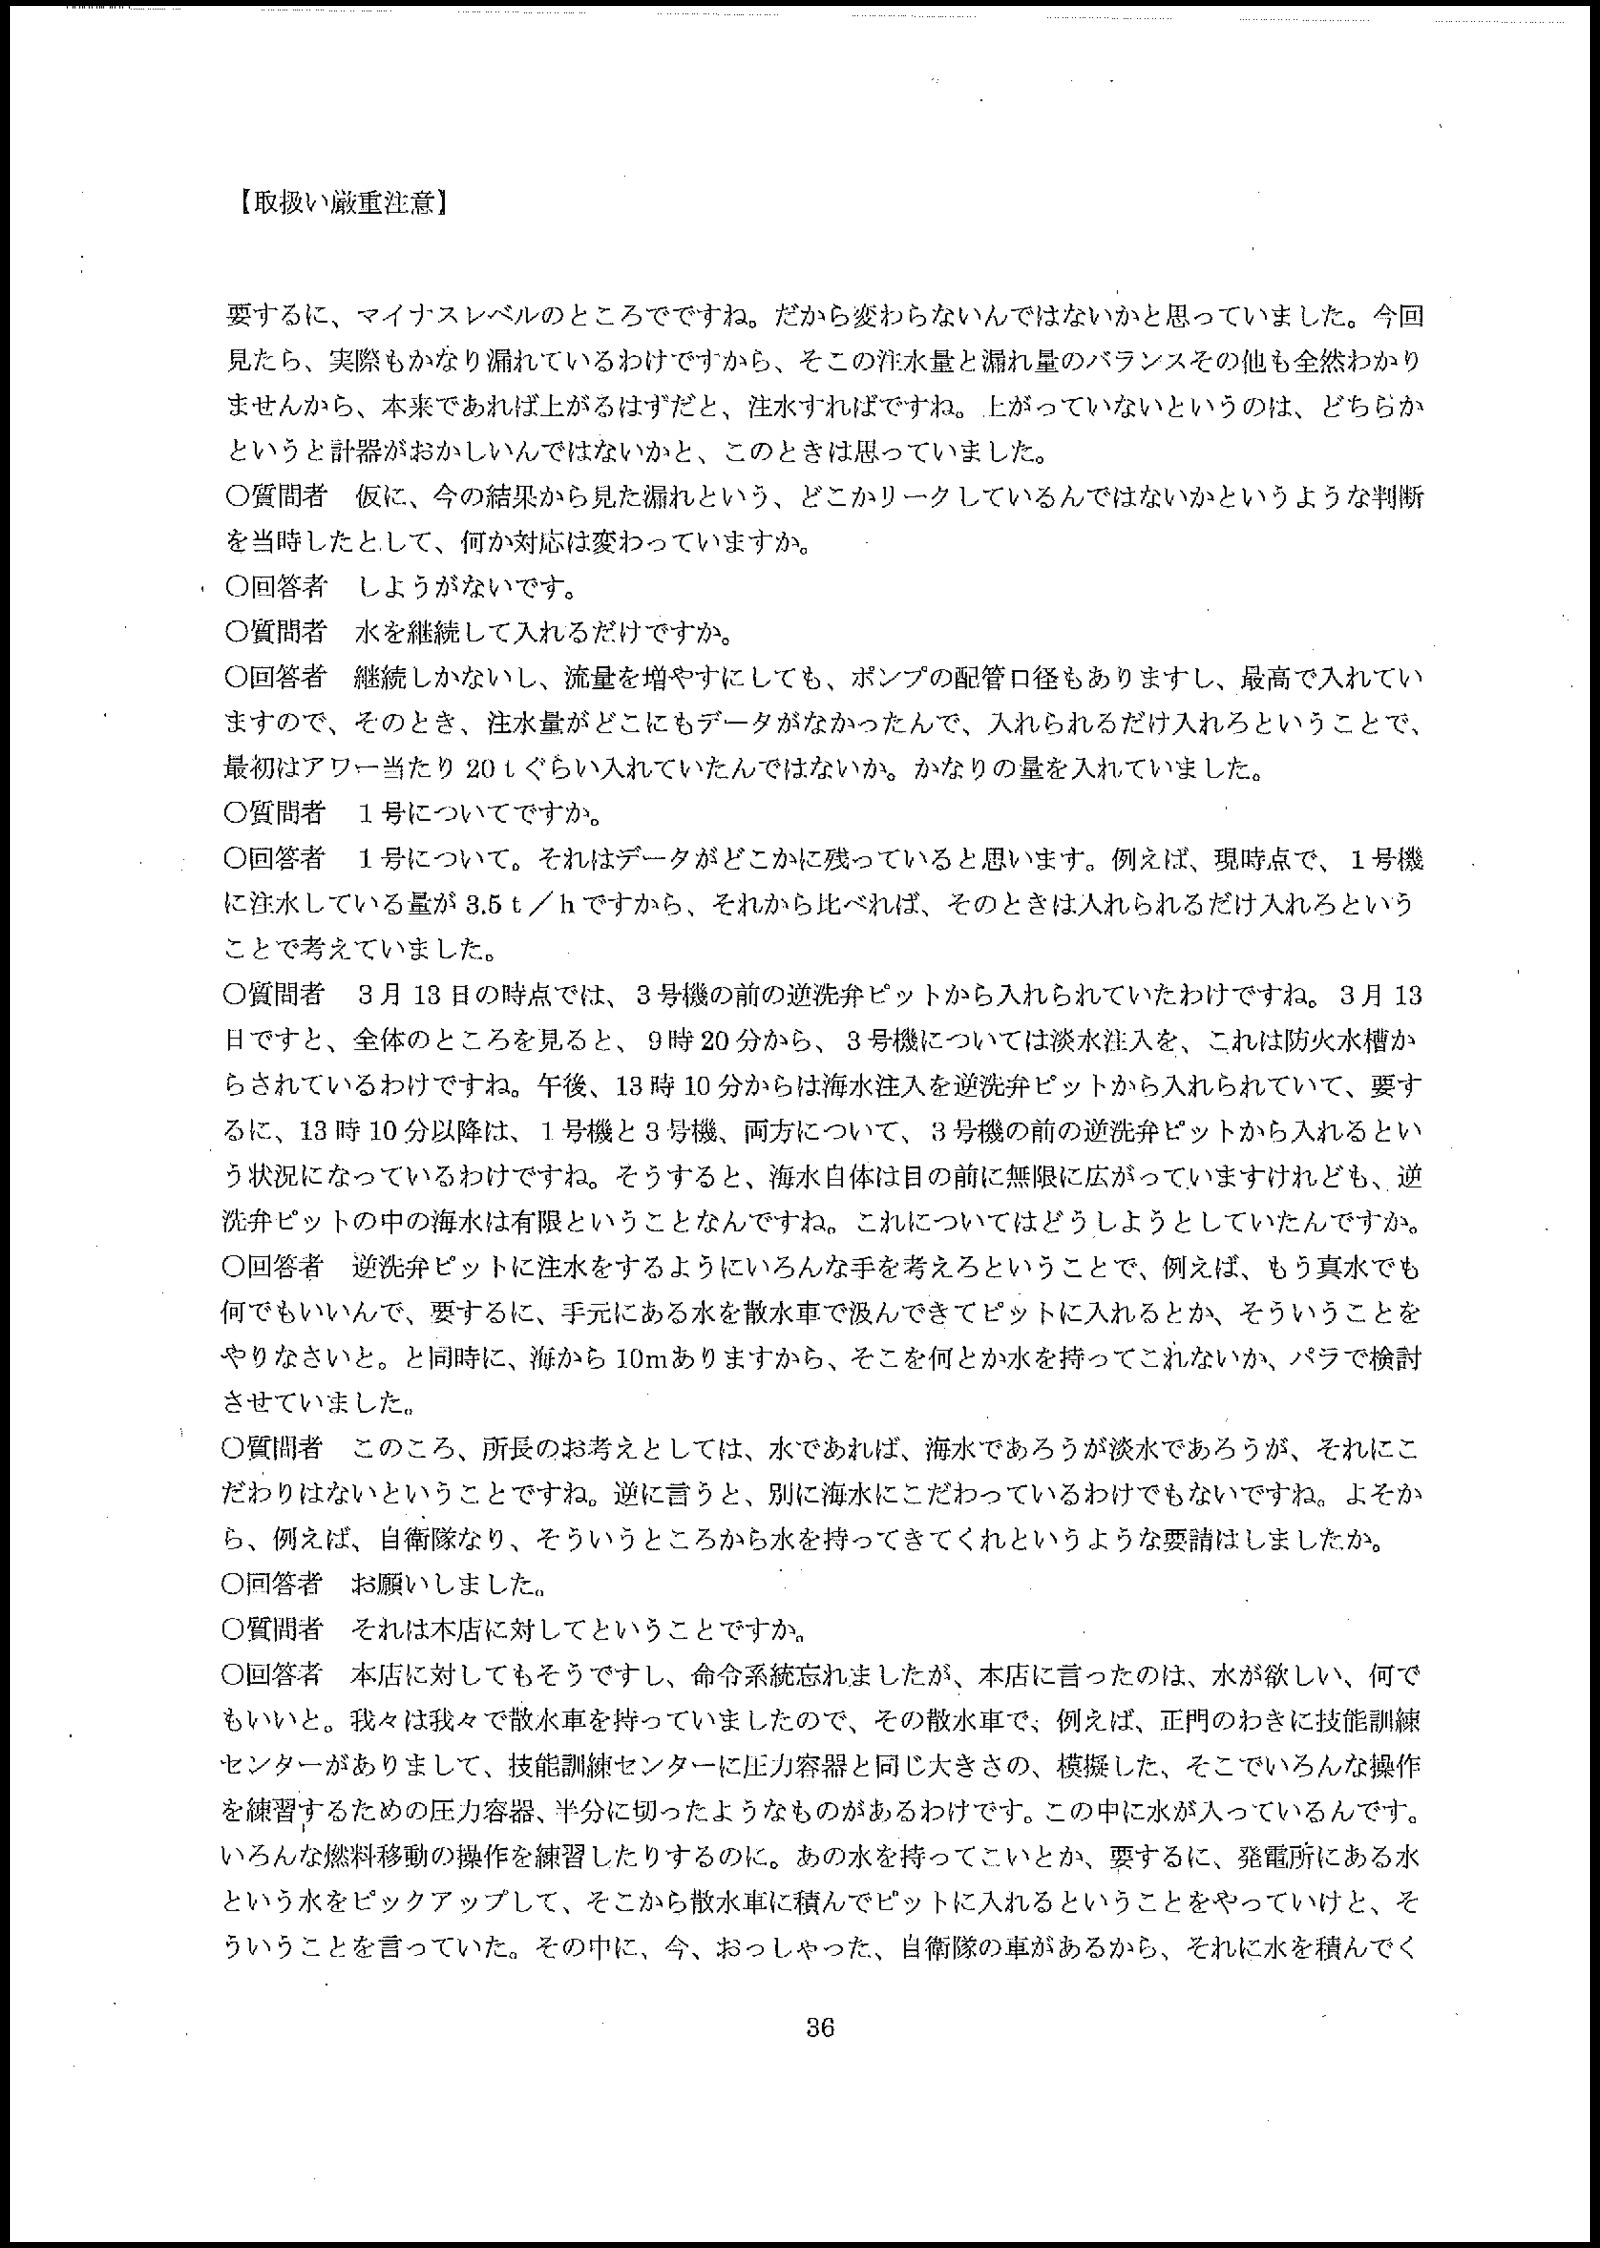 【取扱い厳重注意】
要するに、マイナスレベルのところでですね。だから変わらないんではないかと思っていました。今回
見たら、実際もかなり漏れているわけですから、そこの注水量と漏れ量のバランスその他も全然わかり
ませんから、本来であれば上がるはずだと、注水すればですね。上がっていないというのは、どちらか
というと計器がおかしいんではないかと、このときは思っていました。
○質問者　仮に、今の結果から見た漏れという、どこかリークしているんではないかというような判断
を当時したとして、何か対応は変わっていますか。
○回答者　しようがないです。
○質問者　水を継続して入れるだけですか。
○回答者　継続しかないし、流量を増やすにしても、ポンプの配管口径もありますし、最高で入れてい
ますので、そのとき、注水量がどこにもデータがなかったんで、入れられるだけ入れろということで、
最初はアワー当たり 20ｔぐらい入れていたんではないか。かなりの量を入れていました。
○質問者　１号についてですか。
○回答者　１号について。それはデータがどこかに残っていると思います。例えば、現時点で、１号機
に注水している量が 3.5ｔ／ｈですから、それから比べれば、そのときは入れられるだけ入れろという
ことで考えていました。
○質問者　３月 13 日の時点では、３号機の前の逆洗弁ピットから入れられていたわけですね。３月 13
日ですと、全体のところを見ると、９時 20 分から、３号機については淡水注入を、これは防火水槽か
らされているわけですね。午後、13 時 10 分からは海水注入を逆洗弁ピットから入れられていて、要す
るに、13 時 10 分以降は、１号機と３号機、両方について、３号機の前の逆洗弁ピットから入れるとい
う状況になっているわけですね。そうすると、海水自体は目の前に無限に広がっていますけれども、逆
洗弁ピットの中の海水は有限ということなんですね。これについてはどうしようとしていたんですか。
○回答者　逆洗弁ピットに注水をするようにいろんな手を考えろということで、例えば、もう真水でも
何でもいいんで、要するに、手元にある水を散水車で汲んできてピットに入れるとか、そういうことを
やりなさいと。と同時に、海から 10ｍありますから、そこを何とか水を持ってこれないか、パラで検討
させていました。
○質問者　このころ、所長のお考えとしては、水であれば、海水であろうが淡水であろうが、それにこ
だわりはないということですね。逆に言うと、別に海水にこだわっているわけでもないですね。よそか
ら、例えば、自衛隊なり、そういうところから水を持ってきてくれというような要請はしましたか。
○回答者　お願いしました。
○質問者　それは本店に対してということですか。
○回答者　本店に対してもそうですし、命令系統忘れましたが、本店に言ったのは、水が欲しい、何で
もいいと。我々は我々で散水車を持っていましたので、その散水車で、例えば、正門のわきに技能訓練
センターがありまして、技能訓練センターに圧力容器と同じ大きさの、模擬した、そこでいろんな操作
を練習するための圧力容器、半分に切ったようなものがあるわけです。この中に水が入っているんです。
いろんな燃料移動の操作を練習したりするのに。あの水を持ってこいとか、要するに、発電所にある水
という水をピックアップして、そこから散水車に積んでピットに入れるということをやっていけと、そ
ういうことを言っていた。その中に、今、おっしゃった、自衛隊の車があるから、それに水を積んでく
36